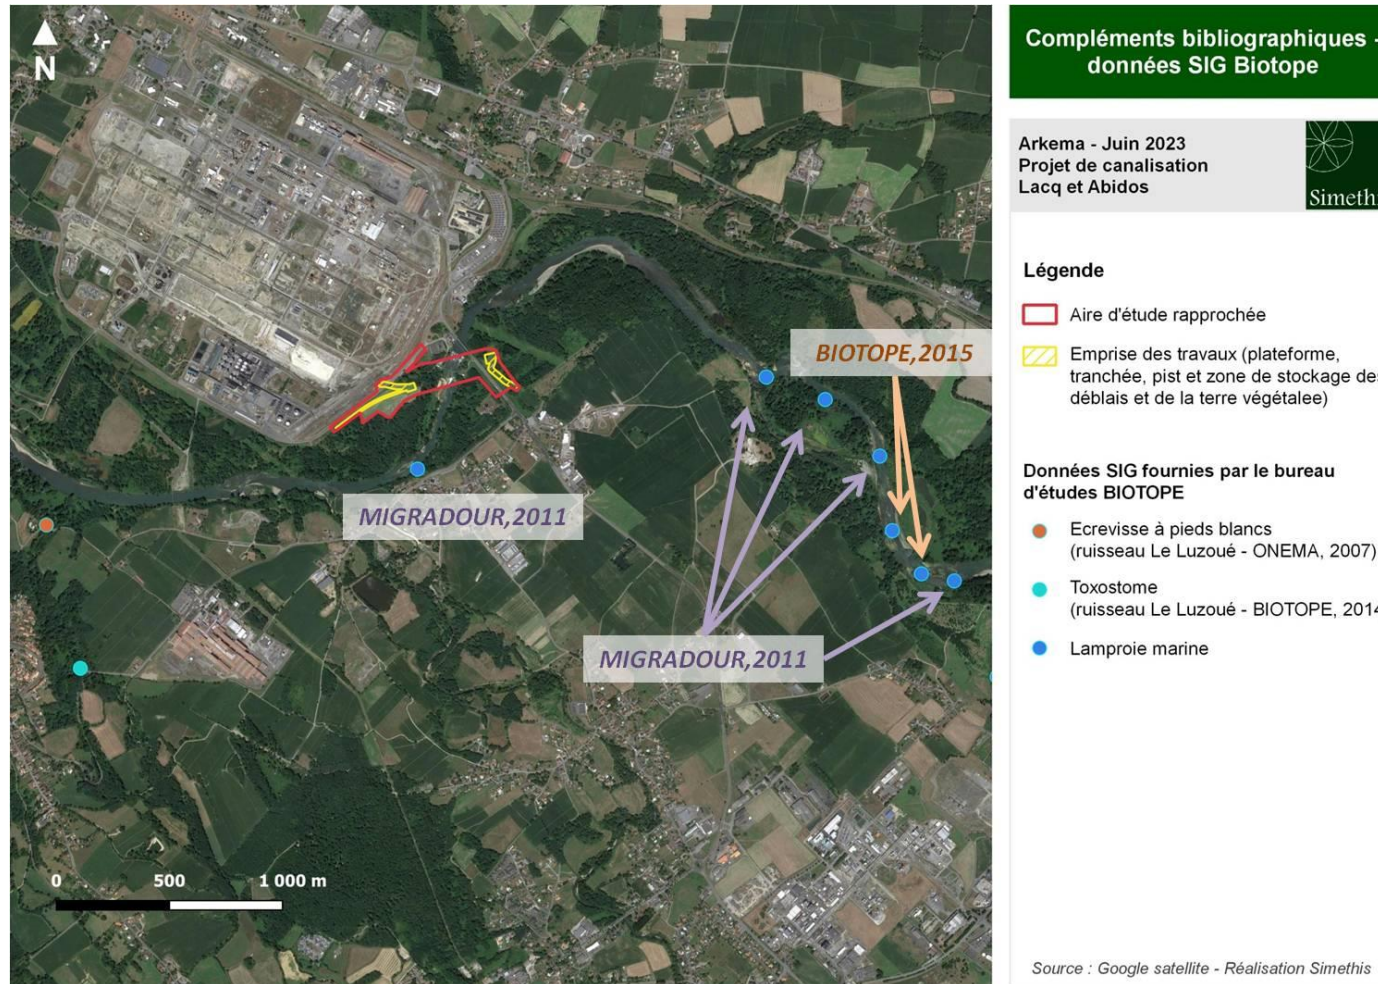 N
Compléments bibliographiques -
données SIG Biotope
Arkema - Juin 2023
Projet de canalisation
Lacq et Abidos
Simeth
Légende
Aire d'étude rapprochée
Emprise des travaux (plateforme,
tranchée, pist et zone de stockage des
déblais et de la terre végétalee)
Données SIG fournies par le bureau
d'études BIOTOPE
Ecrevisse à pieds blancs
(ruisseau Le Luzoué - ONEMA, 2007)
Toxostome
(ruisseau Le Luzoué - BIOTOPE, 2014
Lamproie marine
BIOTOPE,2015
MIGRADOUR,2011
MIGRADOUR,2011
0 500 1 000 m
Source : Google satellite - Réalisation Simethis